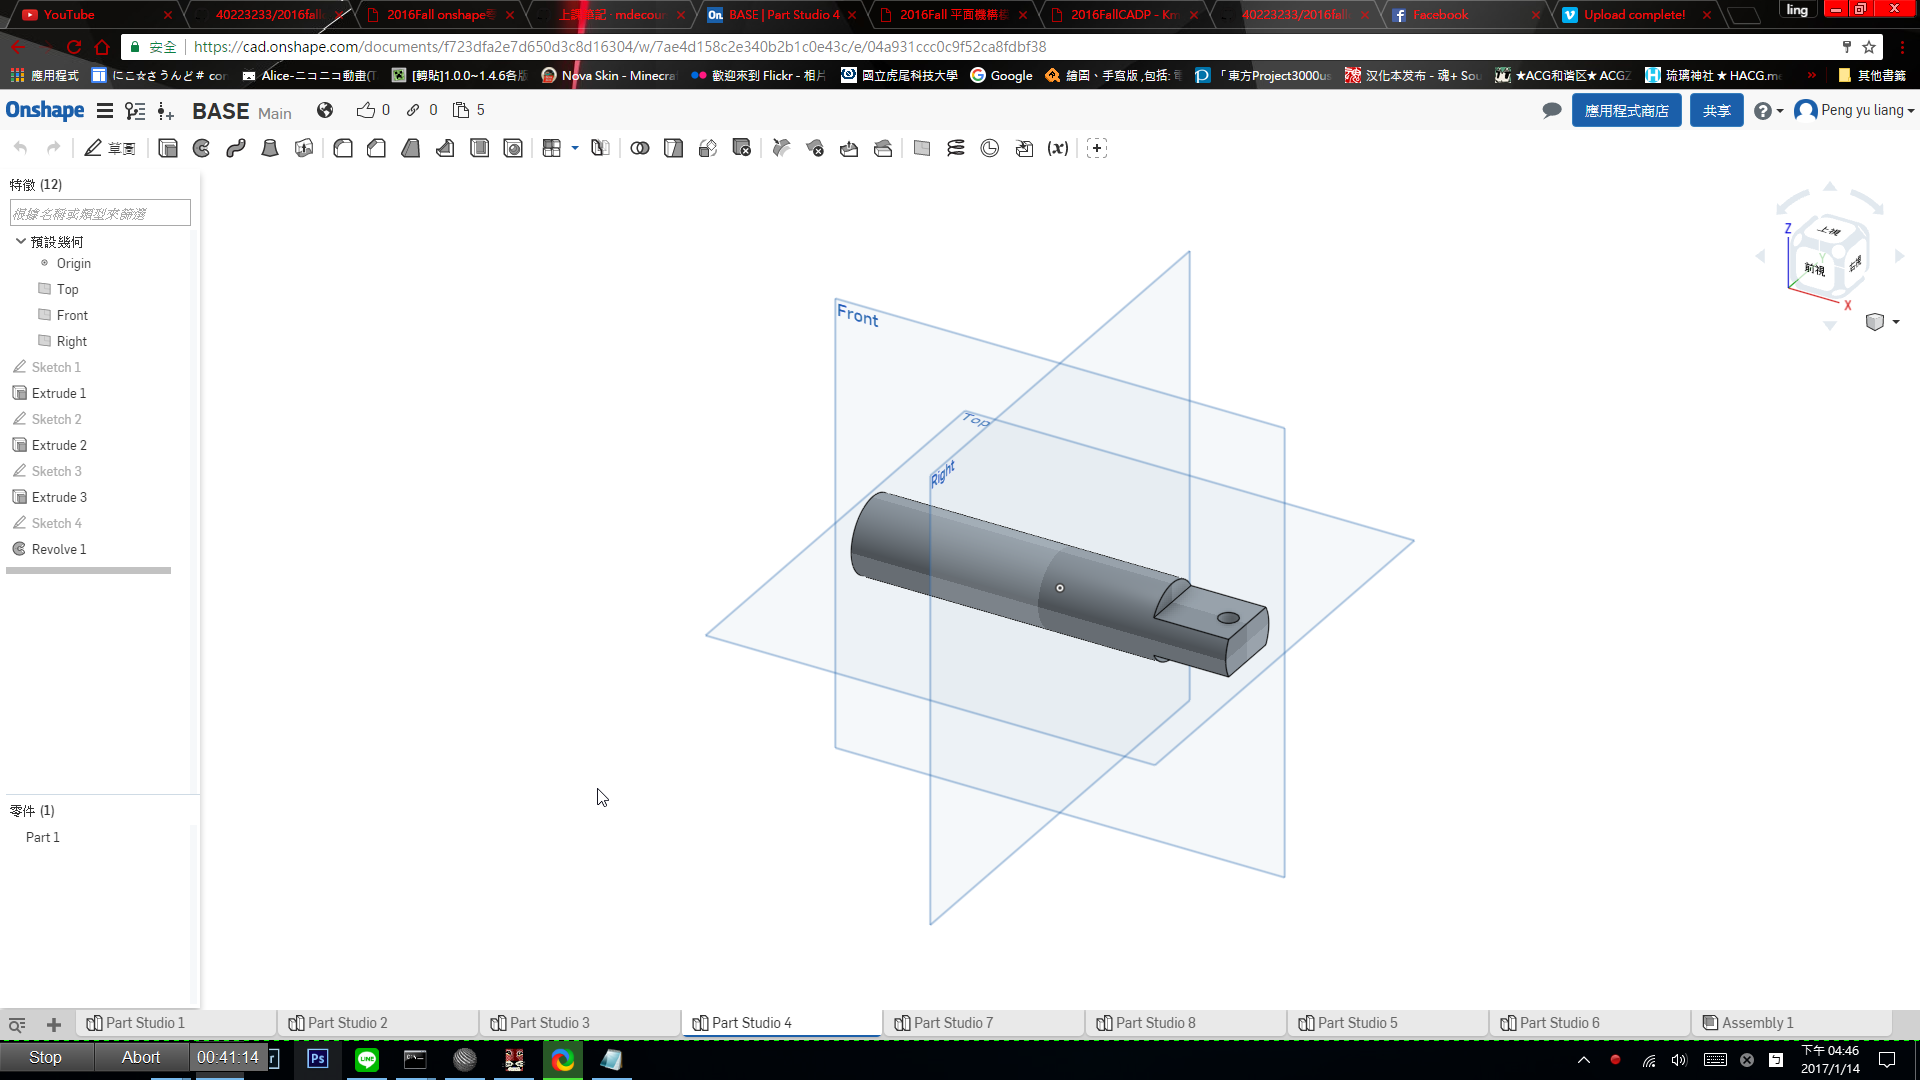 YouTube
40223233/2016fall
2016Fall onshape
上課筆記 · mdecour
BASE | Part Studio 4
2016Fall 平面機構
2016FallCADP - Km
40223233/2016fall
Facebook
Upload complete!
ling
安全
https://cad.onshape.com/documents/f723dfa2e7d650d3c8d16304/w/7ae4d158c2e340b2b1c0e43c/e/04a931ccc0c9f52ca8fdbf38
應用程式
にこ☆さうんど# con
Alice-ニコニコ動畫(T
[轉貼]1.0.0~1.4.6各版
Nova Skin - Minecra
歡迎來到 Flickr - 相片
國立虎尾科技大學
Google
繪圖、手寫版 ,包括: 電
「東方Project3000us
汉化本发布 - 魂+ Sou
★ACG和谐区★ ACGZ
琉璃神社 ★ HACG.me
其他書籤
Onshape
BASE Main
0
0
5
應用程式商店
共享
Peng yu liang
草圖
(x)
特徵 (12)
根據名稱或類型來篩選
預設幾何
Origin
Top
Front
Right
Sketch 1
Extrude 1
Sketch 2
Extrude 2
Sketch 3
Extrude 3
Sketch 4
Revolve 1
零件 (1)
Part 1
Front
Top
Right
Z
上視
Y
前視
右視
X
Part Studio 1
Part Studio 2
Part Studio 3
Part Studio 4
Part Studio 7
Part Studio 8
Part Studio 5
Part Studio 6
Assembly 1
Stop
Abort
00:41:14
Ps
LINE
下午 04:46
2017/1/14